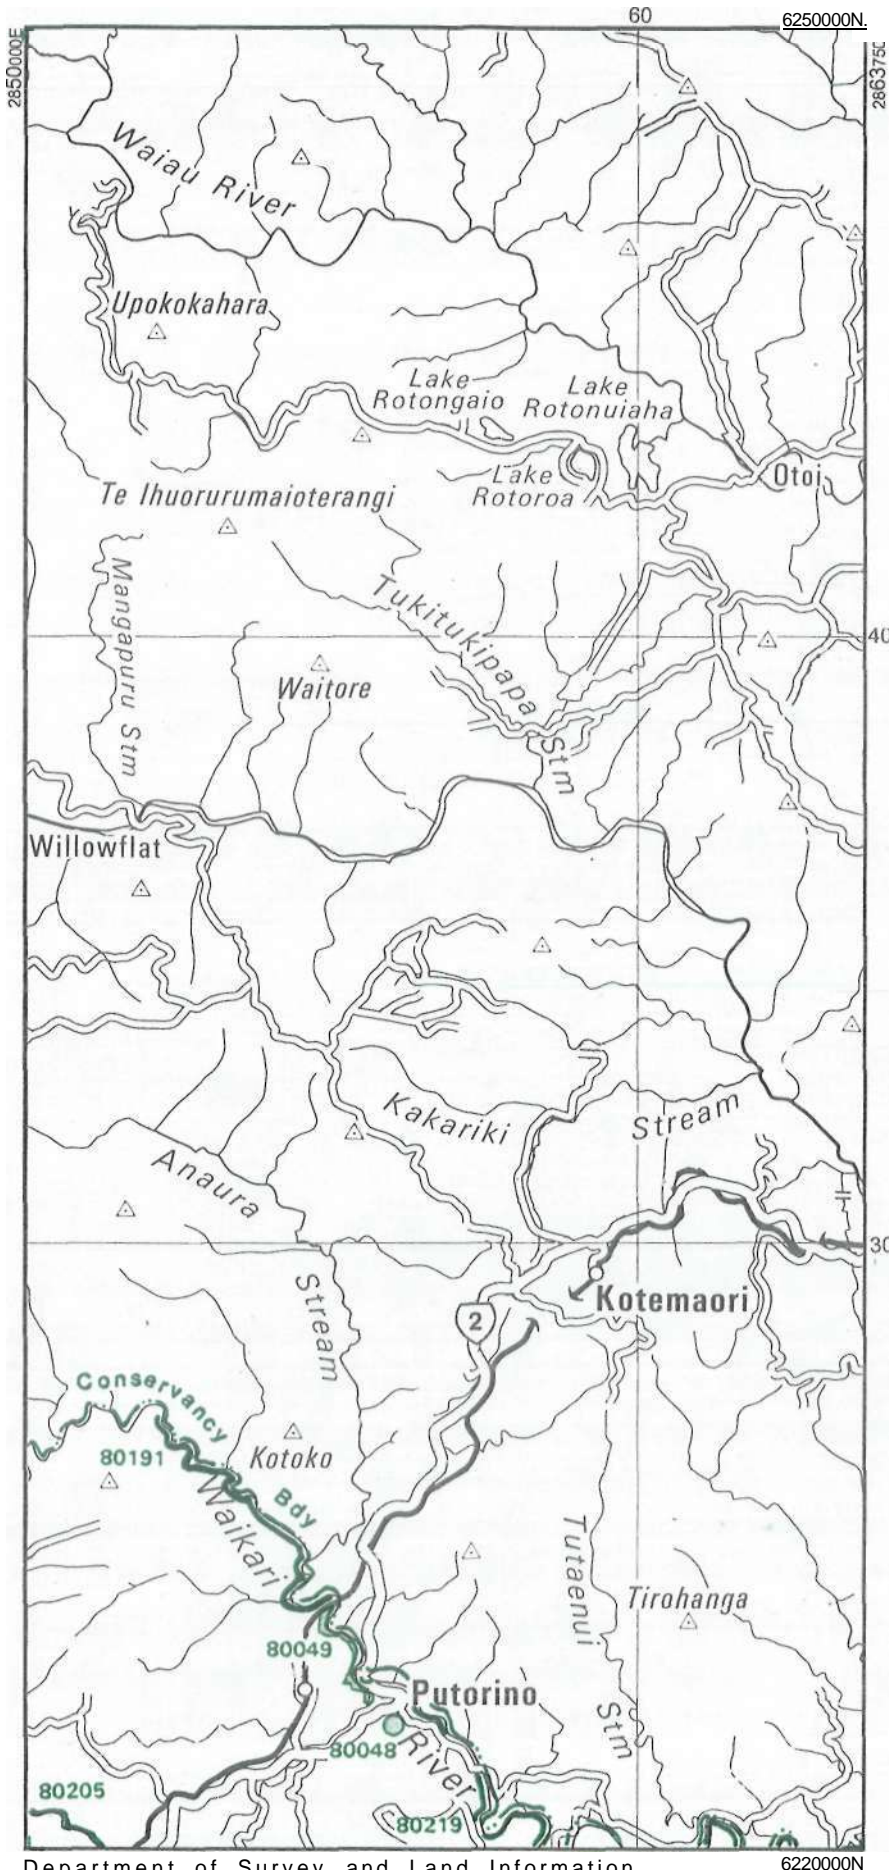 60
6250000N.
2850000E
2863750
Waiau River
Upokokahara
Lake
Rotongaio
Lake
Rotonuiaha
Lake
Rotoroa
Otoi
Te Ihuorurumaioterangi
Mangapuru Stm
Tukitukipapa
Stm
40
Waitore
Willowflat
Kakariki
Stream
Anaura
Stream
30
Kotemaori
2
Conservancy
Bdy
80191
Kotoko
Waikari
River
Tutaenui
Stm
Tirohanga
80049
Putorino
80048
80205
80219
Department of Survey and Land Information
6220000N